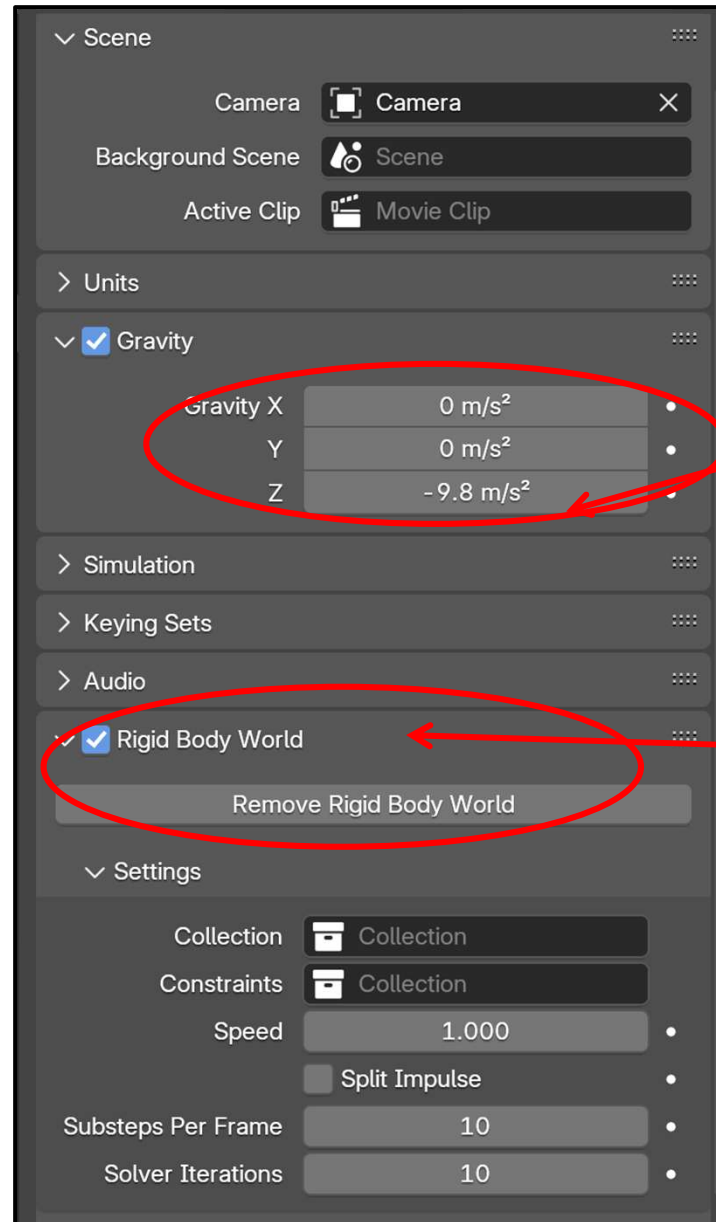 Scene
Camera Camera
Background Scene Scene
Active Clip Movie Clip
Units
Gravity
Gravity X 0 m/s²
Y 0 m/s²
Z -9.8 m/s²
Simulation
Keying Sets
Audio
Rigid Body World
Remove Rigid Body World
Settings
Collection Collection
Constraints Collection
Speed 1.000
Split Impulse
Substeps Per Frame 10
Solver Iterations 10